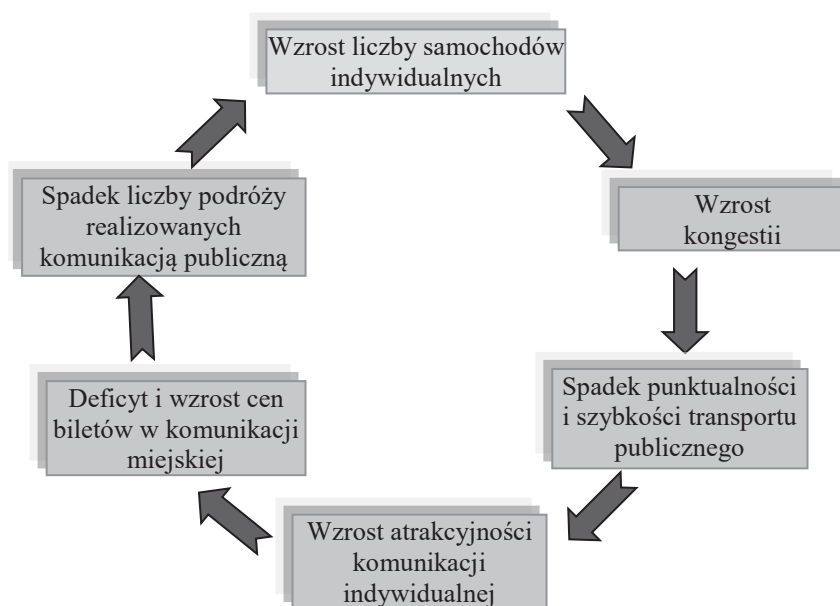 Wzrost liczby samochodów
indywidualnych
Wzrost
kongestii
Spadek punktualności
i szybkości transportu
publicznego
Wzrost atrakcyjności
komunikacji
indywidualnej
Deficyt i wzrost cen
biletów w komunikacji
miejskiej
Spadek liczby podróży
realizowanych
komunikacją publiczną